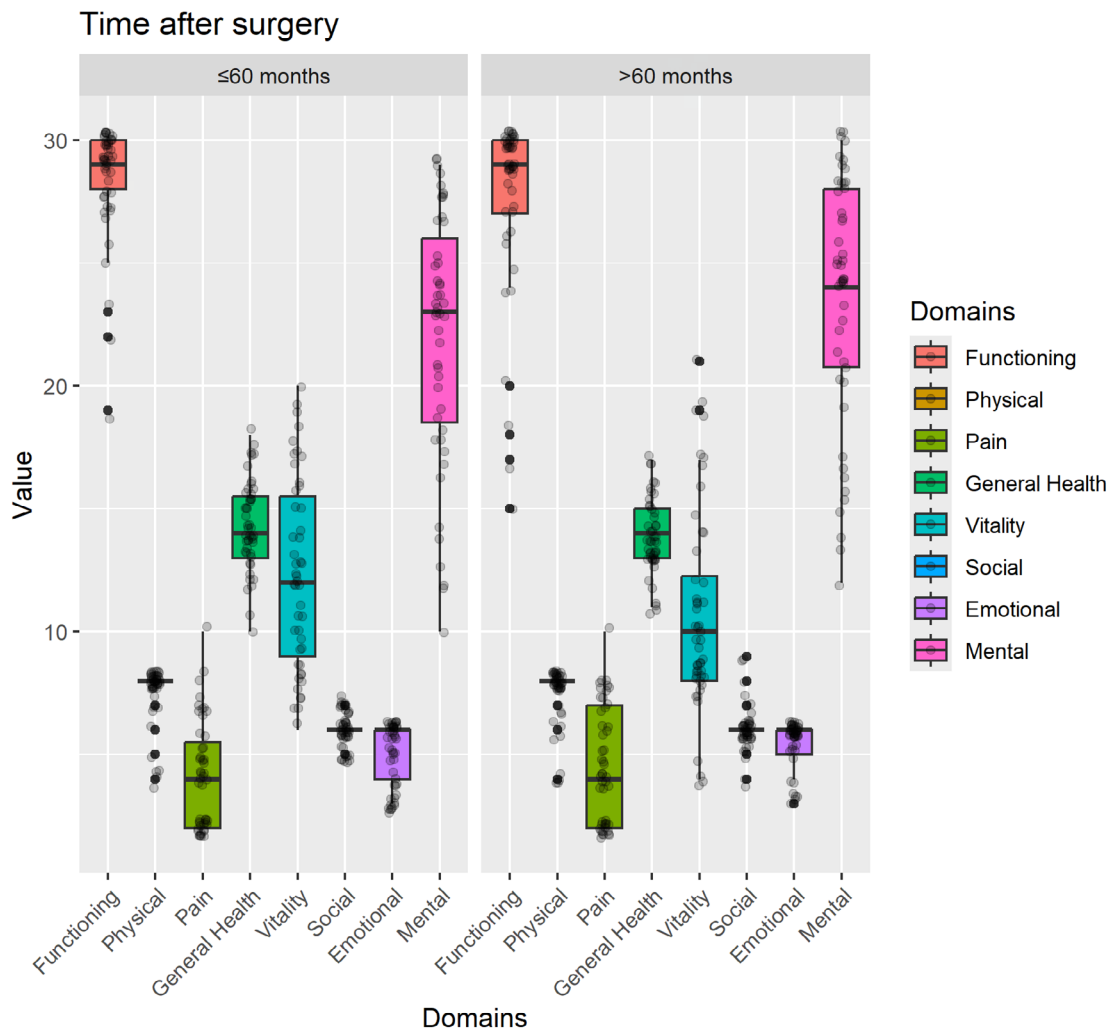 Time after surgery
≤60 months
>60 months
30
20
10
Value
Functioning
Physical
Pain
General Health
Vitality
Social
Emotional
Mental
Functioning
Physical
Pain
General Health
Vitality
Social
Emotional
Mental
Domains
Domains
Functioning
Physical
Pain
General Health
Vitality
Social
Emotional
Mental